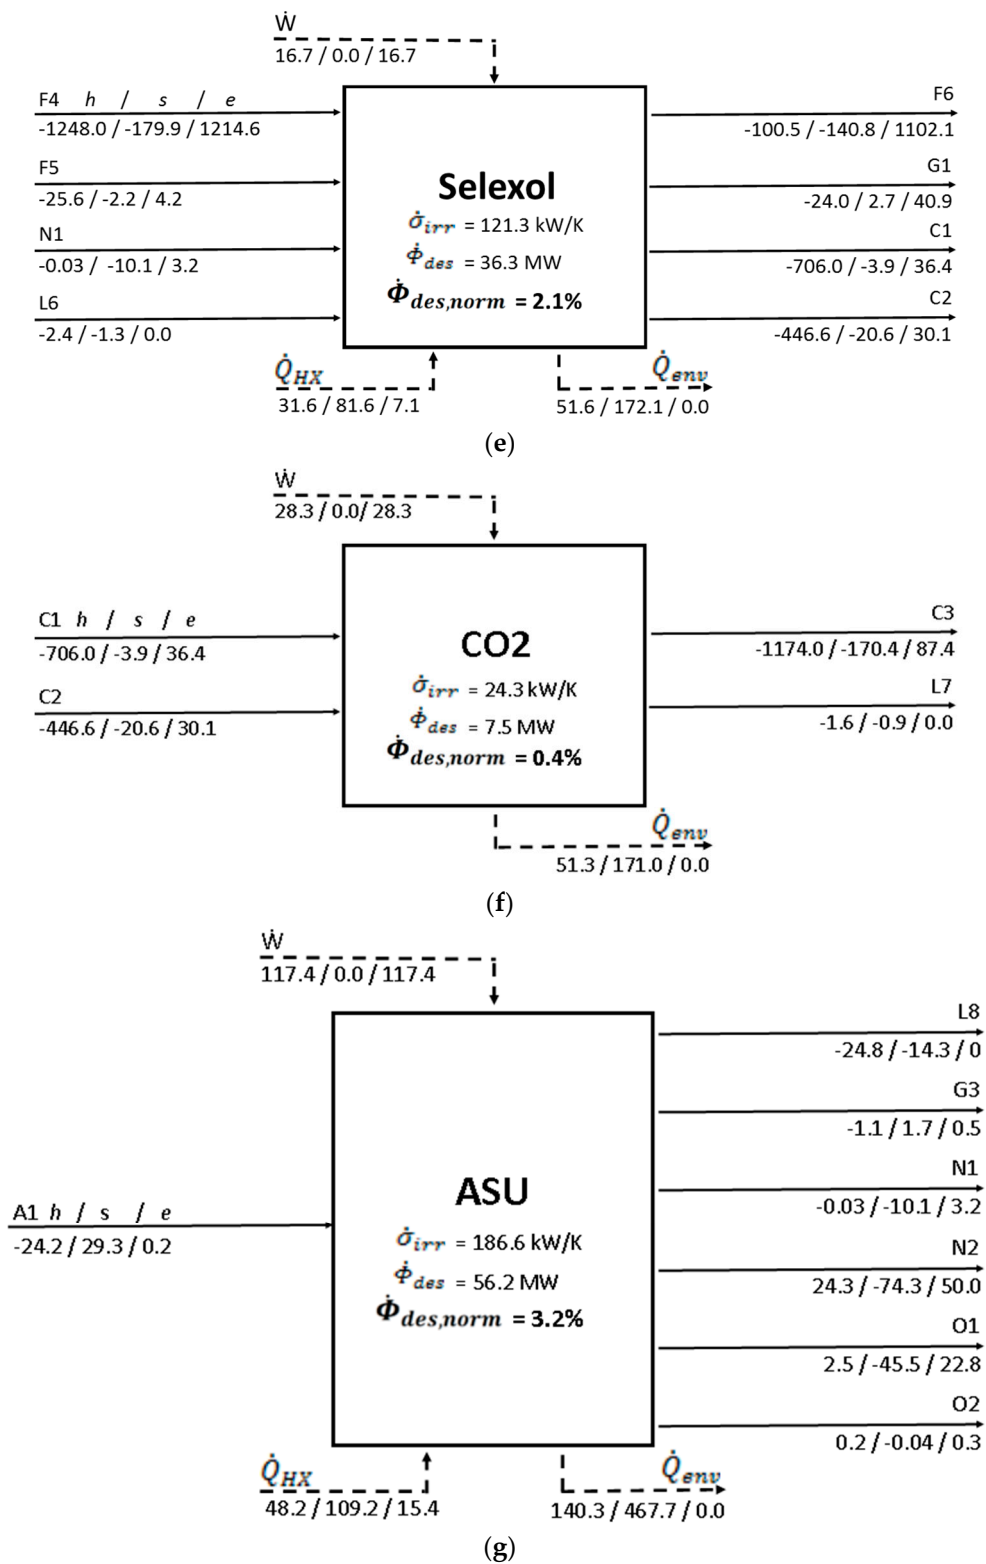 Ẇ
16.7 / 0.0 / 16.7
F4 h / s / e
-1248.0 / -179.9 / 1214.6
F5
-25.6 / -2.2 / 4.2
N1
-0.03 / -10.1 / 3.2
L6
-2.4 / -1.3 / 0.0
Selexol
σ̇irr = 121.3 kW/K
Φ̇des = 36.3 MW
Φ̇des,norm = 2.1%
F6
-100.5 / -140.8 / 1102.1
G1
-24.0 / 2.7 / 40.9
C1
-706.0 / -3.9 / 36.4
C2
-446.6 / -20.6 / 30.1
Q̇HX
31.6 / 81.6 / 7.1
Q̇env
51.6 / 172.1 / 0.0
(e)
Ẇ
28.3 / 0.0/ 28.3
C1 h / s / e
-706.0 / -3.9 / 36.4
C2
-446.6 / -20.6 / 30.1
CO2
σ̇irr = 24.3 kW/K
Φ̇des = 7.5 MW
Φ̇des,norm = 0.4%
C3
-1174.0 / -170.4 / 87.4
L7
-1.6 / -0.9 / 0.0
Q̇env
51.3 / 171.0 / 0.0
(f)
Ẇ
117.4 / 0.0 / 117.4
A1 h / s / e
-24.2 / 29.3 / 0.2
ASU
σ̇irr = 186.6 kW/K
Φ̇des = 56.2 MW
Φ̇des,norm = 3.2%
L8
-24.8 / -14.3 / 0
G3
-1.1 / 1.7 / 0.5
N1
-0.03 / -10.1 / 3.2
N2
24.3 / -74.3 / 50.0
O1
2.5 / -45.5 / 22.8
O2
0.2 / -0.04 / 0.3
Q̇HX
48.2 / 109.2 / 15.4
Q̇env
140.3 / 467.7 / 0.0
(g)